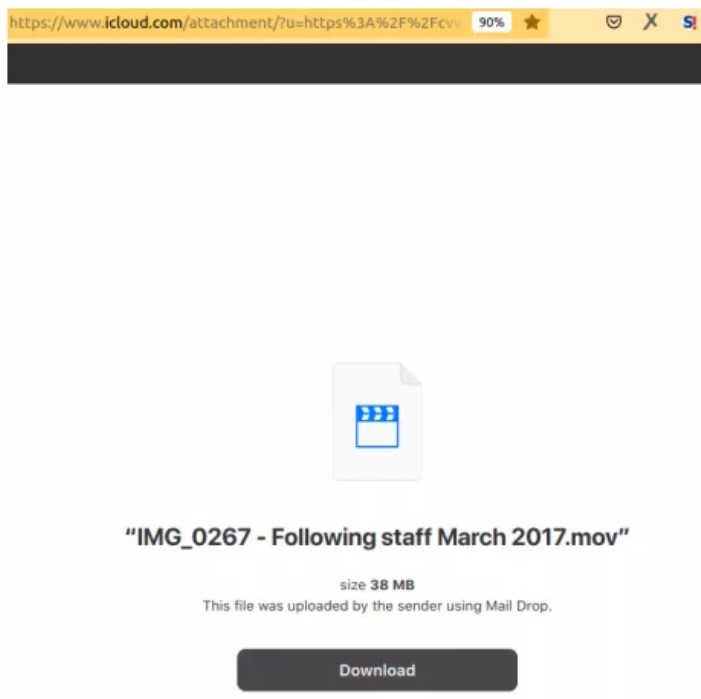 https://www.icloud.com/attachment/?u=https%3A%2F%2Fcv 90% X S!
“IMG_0267 - Following staff March 2017.mov”
size 38 MB
This file was uploaded by the sender using Mail Drop.
Download